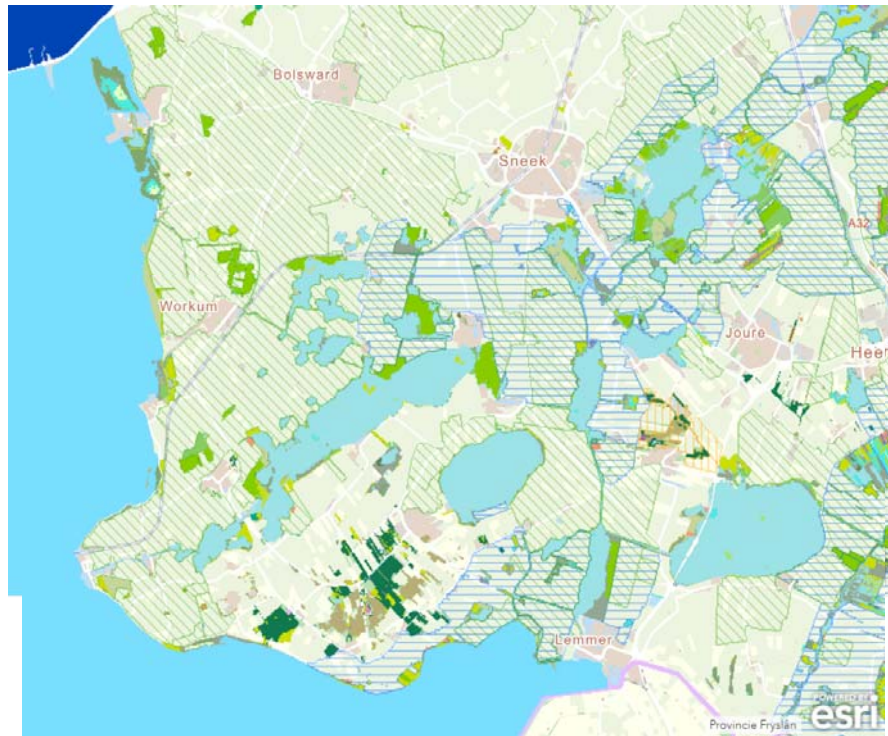 Bolsward
Sneek
A32
Workum
Joure
Heer
Lemmer
POWERED BY
esri
Provincie Fryslân